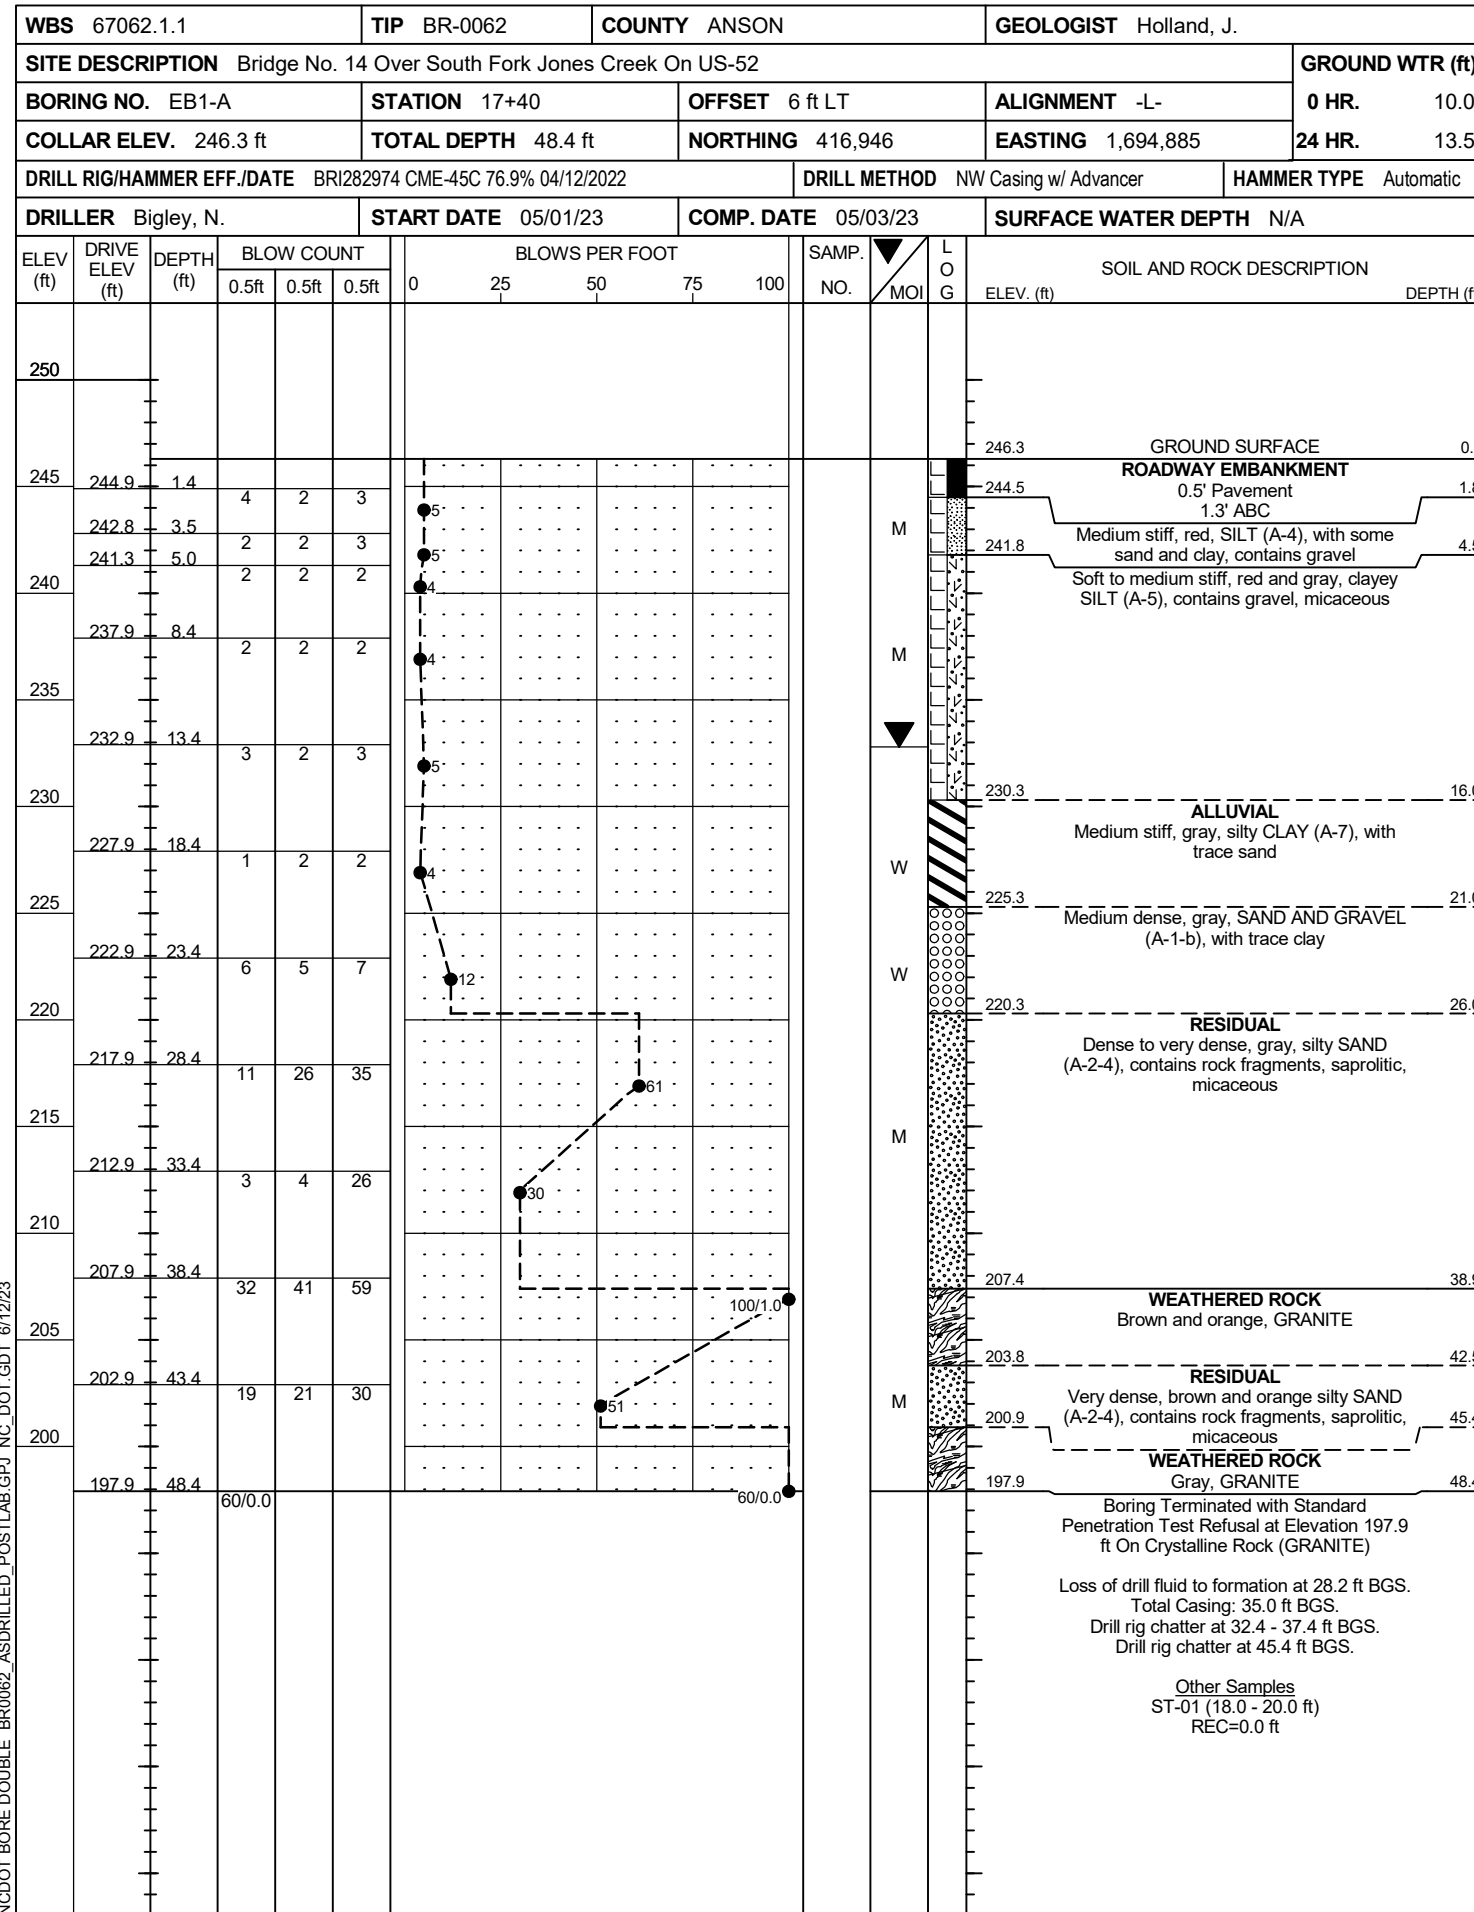 WBS 67062.1.1 TIP BR-0062 COUNTY ANSON GEOLOGIST Holland, J.
SITE DESCRIPTION Bridge No. 14 Over South Fork Jones Creek On US-52 GROUND WTR (ft)
BORING NO. EB1-A STATION 17+40 OFFSET 6 ft LT ALIGNMENT -L- 0 HR. 10.0
COLLAR ELEV. 246.3 ft TOTAL DEPTH 48.4 ft NORTHING 416,946 EASTING 1,694,885 24 HR. 13.5
DRILL RIG/HAMMER EFF./DATE BRI282974 CME-45C 76.9% 04/12/2022 DRILL METHOD NW Casing w/ Advancer HAMMER TYPE Automatic
DRILLER Bigley, N. START DATE 05/01/23 COMP. DATE 05/03/23 SURFACE WATER DEPTH N/A
ELEV (ft) DRIVE ELEV (ft) DEPTH (ft) BLOW COUNT BLOWS PER FOOT SAMP. NO. MOI LOG SOIL AND ROCK DESCRIPTION
0.5ft 0.5ft 0.5ft 0 25 50 75 100 ELEV. (ft) DEPTH (f
250
246.3 GROUND SURFACE 0.
ROADWAY EMBANKMENT
245 244.9 1.4 244.5 0.5' Pavement 1.8
4 2 3 5 1.3' ABC
242.8 3.5 M Medium stiff, red, SILT (A-4), with some
2 2 3 5 241.8 sand and clay, contains gravel 4.5
241.3 5.0
2 2 2 4 Soft to medium stiff, red and gray, clayey
240 SILT (A-5), contains gravel, micaceous
237.9 8.4
2 2 2 4 M
235
232.9 13.4
3 2 3 5
230 230.3 16.0
ALLUVIAL
Medium stiff, gray, silty CLAY (A-7), with
227.9 18.4 trace sand
1 2 2 4 W
225 225.3 21.0
Medium dense, gray, SAND AND GRAVEL
222.9 23.4 (A-1-b), with trace clay
6 5 7 12 W
220 220.3 26.0
RESIDUAL
Dense to very dense, gray, silty SAND
217.9 28.4 (A-2-4), contains rock fragments, saprolitic,
11 26 35 61 micaceous
215 M
212.9 33.4
3 4 26 30
210
207.9 38.4 207.4 38.9
32 41 59 100/1.0 WEATHERED ROCK
Brown and orange, GRANITE
205
203.8 42.5
202.9 43.4 RESIDUAL
19 21 30 51 M Very dense, brown and orange silty SAND
(A-2-4), contains rock fragments, saprolitic,
200 200.9 micaceous 45.4
WEATHERED ROCK
197.9 48.4 197.9 Gray, GRANITE 48.4
60/0.0 60/0.0
Boring Terminated with Standard
Penetration Test Refusal at Elevation 197.9
ft On Crystalline Rock (GRANITE)
Loss of drill fluid to formation at 28.2 ft BGS.
Total Casing: 35.0 ft BGS.
Drill rig chatter at 32.4 - 37.4 ft BGS.
Drill rig chatter at 45.4 ft BGS.
Other Samples
ST-01 (18.0 - 20.0 ft)
REC=0.0 ft
NCDOT BORE DOUBLE BR0062_ASDRILLED_POSTLAB.GPJ NC_DOT.GDT 6/12/23